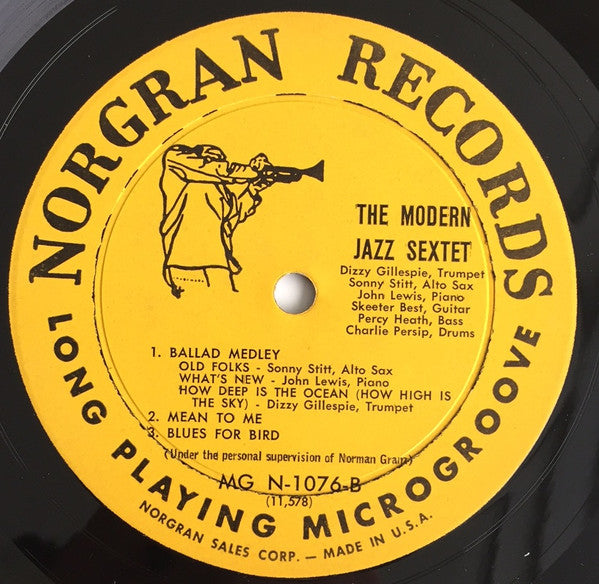 NORGRAN RECORDS
THE MODERN
JAZZ SEXTET
Dizzy Gillespie, Trumpet
Sonny Stitt, Alto Sax
John Lewis, Piano
Skeeter Best, Guitar
Percy Heath, Bass
Charlie Persip, Drums
1. BALLAD MEDLEY
OLD FOLKS - Sonny Stitt, Alto Sax
WHAT'S NEW - John Lewis, Piano
HOW DEEP IS THE OCEAN (HOW HIGH IS
THE SKY) - Dizzy Gillespie, Trumpet
2. MEAN TO ME
3. BLUES FOR BIRD
(Under the personal supervision of Norman Granz)
MG N-1076-B
(11,578)
LONG PLAYING MICROGROOVE
NORGRAN SALES CORP. — MADE IN U.S.A.